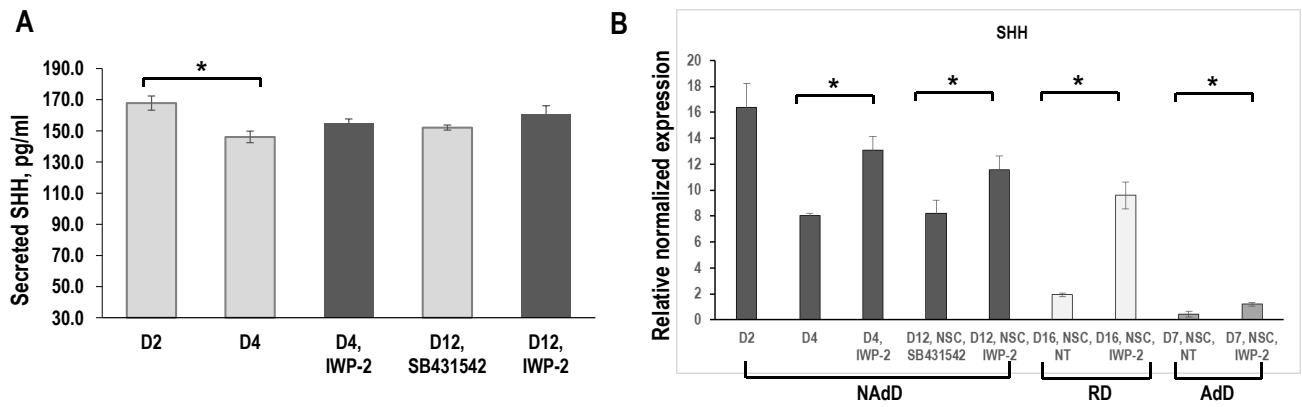 A
Secreted SHH, pg/ml
190.0
170.0
150.0
130.0
110.0
90.0
70.0
50.0
30.0
*
D2
D4
D4,
IWP-2
D12,
SB431542
D12,
IWP-2
B
SHH
Relative normalized expression
20
18
16
14
12
10
8
6
4
2
0
*
*
*
*
D2
D4
D4,
IWP-2
D12, NSC,
SB431542
D12, NSC,
IWP-2
D16, NSC,
NT
D16, NSC,
IWP-2
D7, NSC,
NT
D7, NSC,
IWP-2
NAdD
RD
AdD